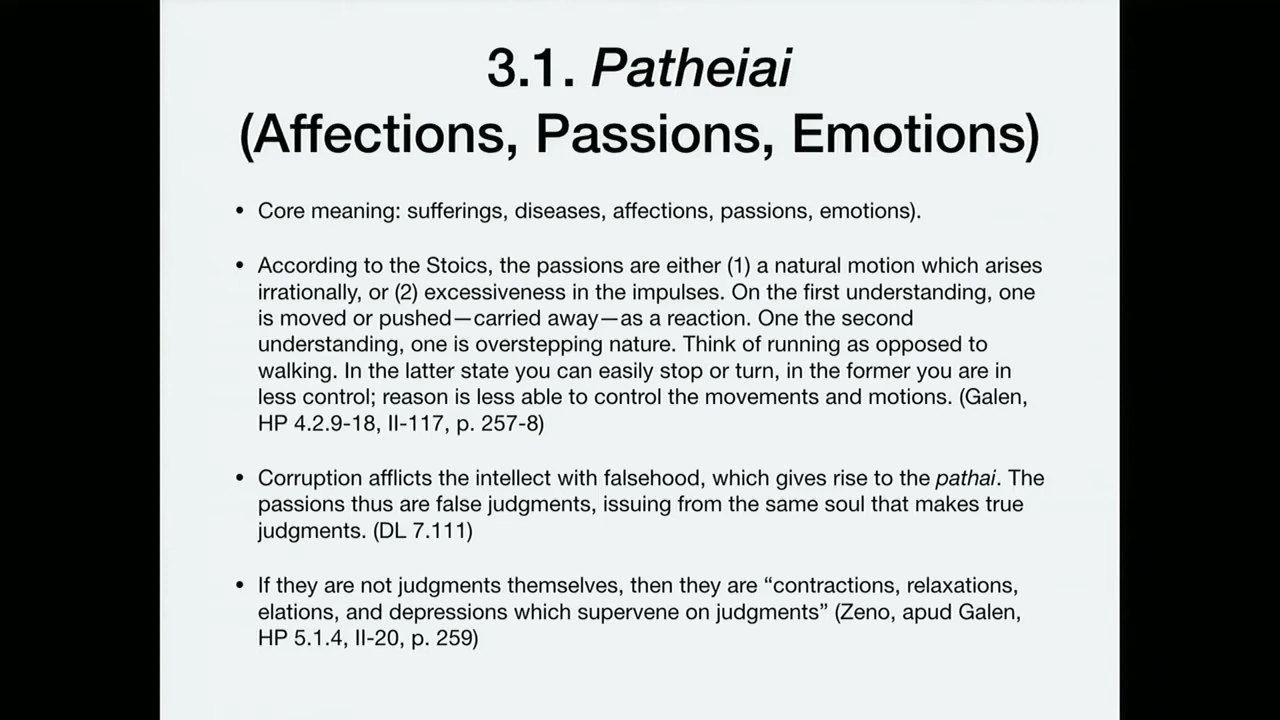 3.1. Patheiai
(Affections, Passions, Emotions)
• Core meaning: sufferings, diseases, affections, passions, emotions).
• According to the Stoics, the passions are either (1) a natural motion which arises
irrationally, or (2) excessiveness in the impulses. On the first understanding, one
is moved or pushed—carried away—as a reaction. One the second
understanding, one is overstepping nature. Think of running as opposed to
walking. In the latter state you can easily stop or turn, in the former you are in
less control; reason is less able to control the movements and motions. (Galen,
HP 4.2.9-18, II-117, p. 257-8)
• Corruption afflicts the intellect with falsehood, which gives rise to the pathai. The
passions thus are false judgments, issuing from the same soul that makes true
judgments. (DL 7.111)
• If they are not judgments themselves, then they are “contractions, relaxations,
elations, and depressions which supervene on judgments” (Zeno, apud Galen,
HP 5.1.4, II-20, p. 259)